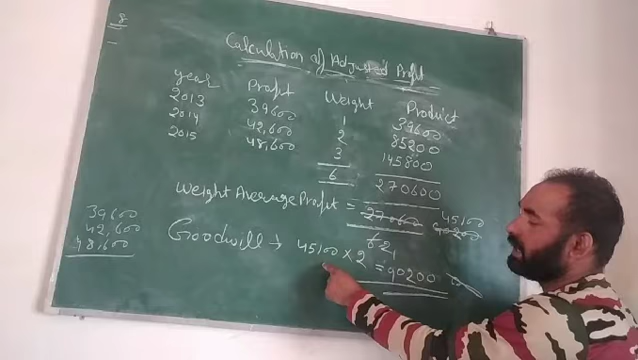 8
Calculation of Adjusted Profit
year Profit Weight Product
2013 39600 1 39600
2014 42,600 2 85200
2015 48,600 3 145800
6 270600
Weight Average Profit = 270600 45100
6
Goodwill → 45100 × 2 = 90200
39,600
42,600
48,600